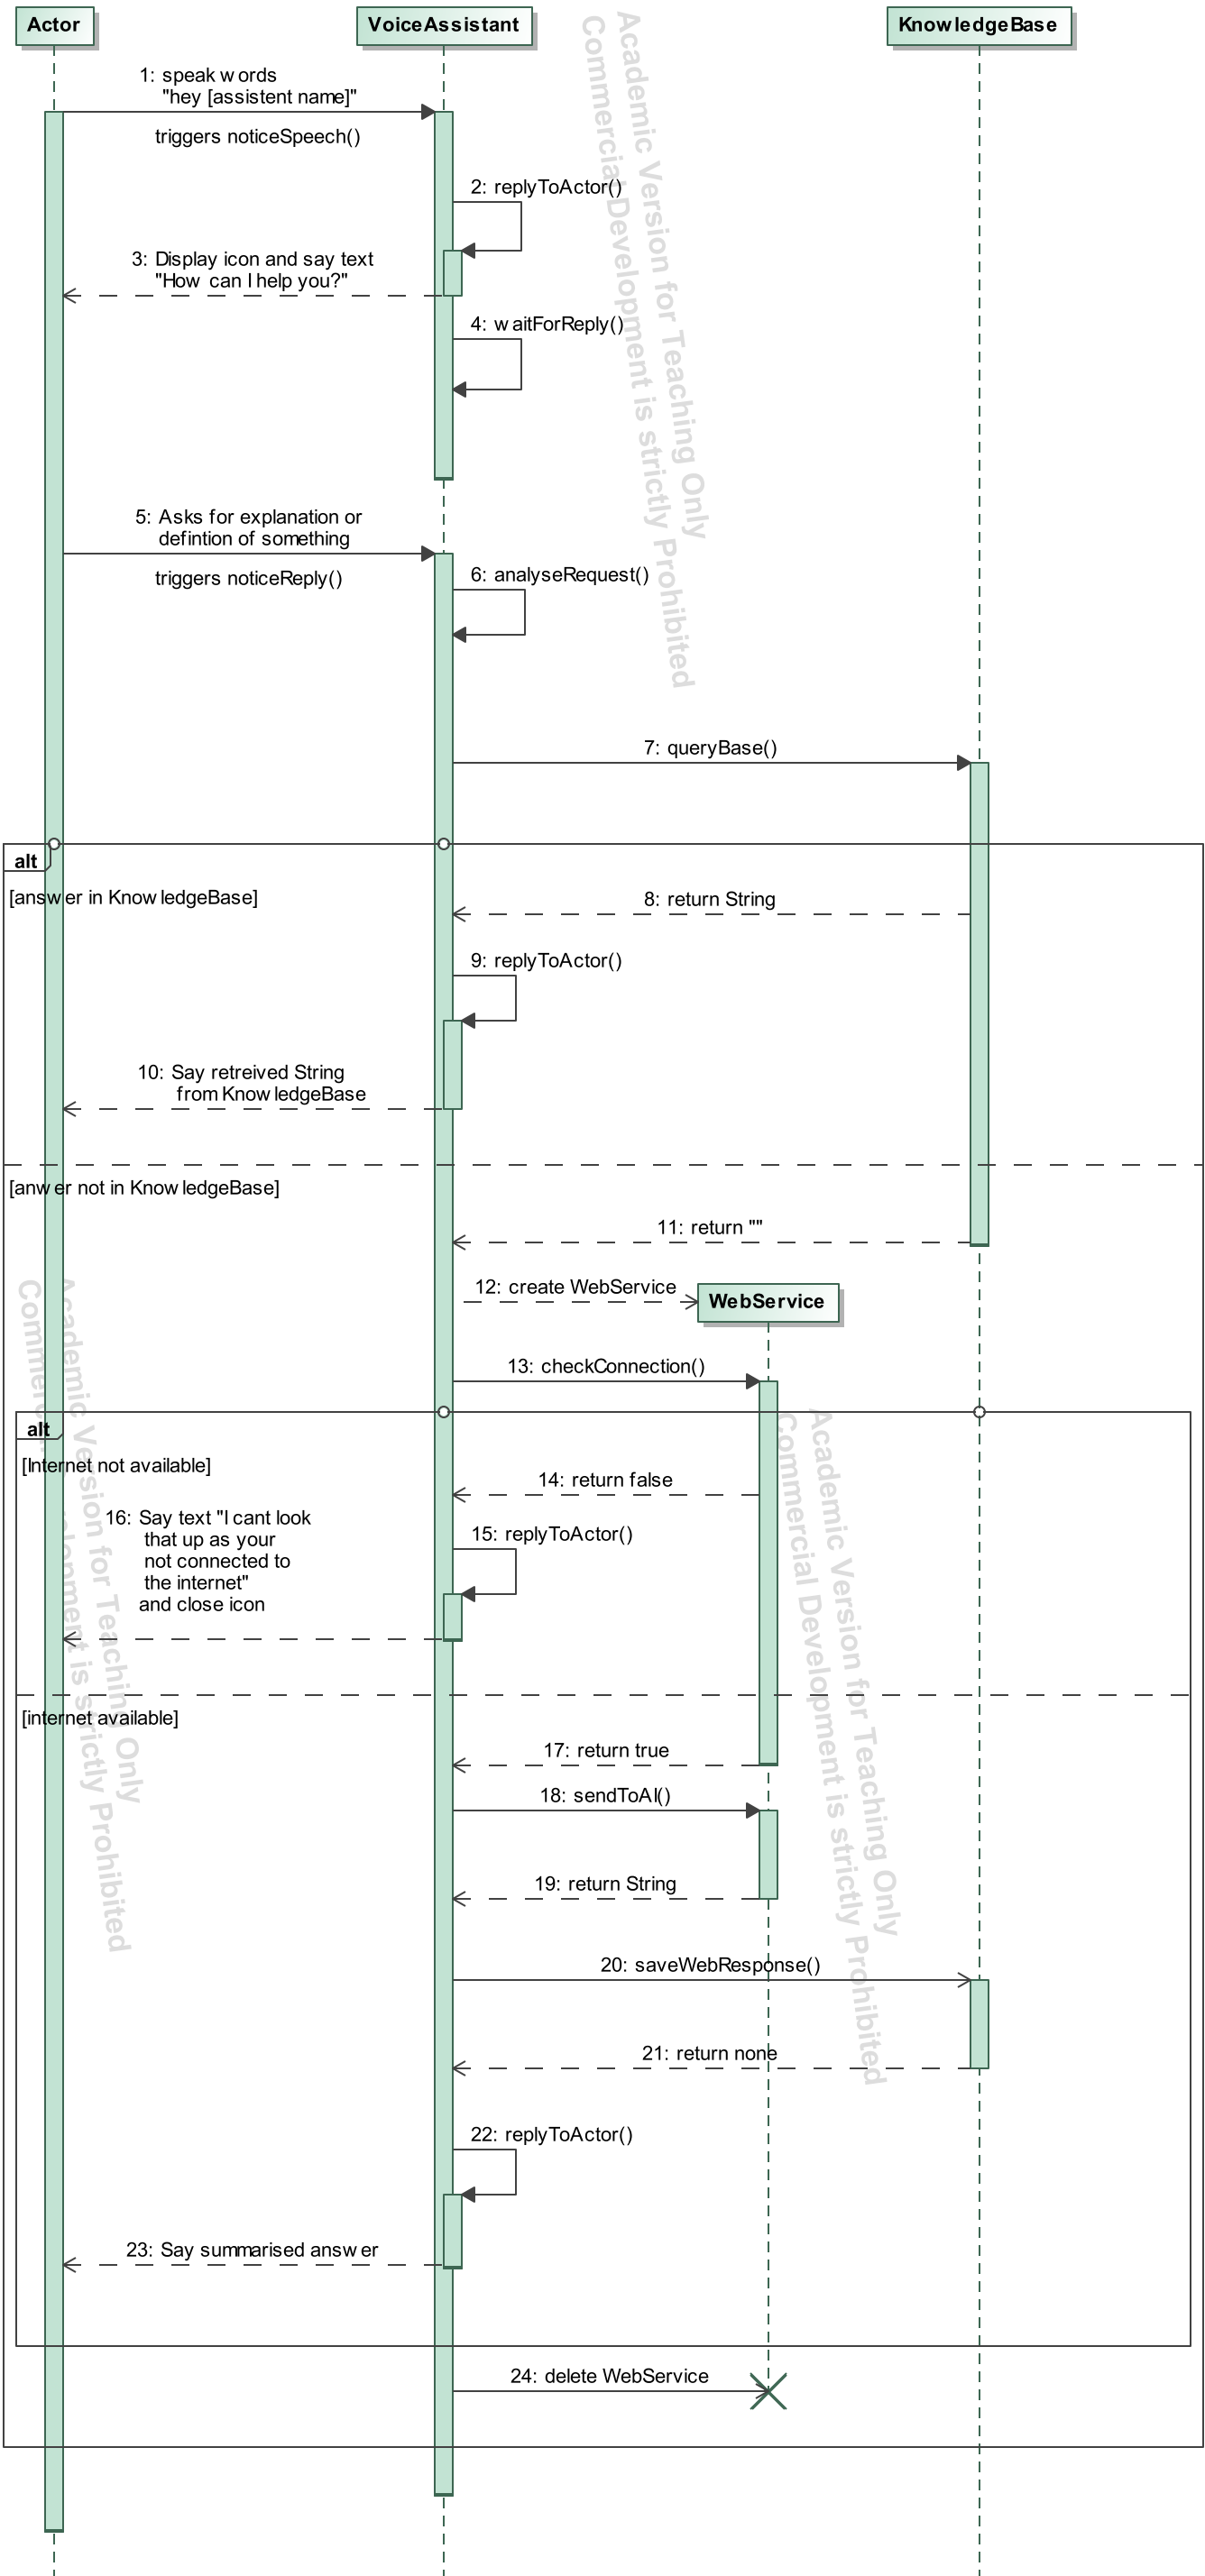 Actor
VoiceAssistant
KnowledgeBase
1: speak words
"hey [assistent name]"
triggers noticeSpeech()
2: replyToActor()
3: Display icon and say text
"How can I help you?"
4: waitForReply()
5: Asks for explanation or
defintion of something
triggers noticeReply()
6: analyseRequest()
7: queryBase()
alt
[answer in KnowledgeBase]
8: return String
9: replyToActor()
10: Say retreived String
from KnowledgeBase
[anwer not in KnowledgeBase]
11: return ""
12: create WebService
WebService
13: checkConnection()
alt
[Internet not available]
14: return false
16: Say text "I cant look
that up as your
not connected to
the internet"
and close icon
15: replyToActor()
[internet available]
17: return true
18: sendToAI()
19: return String
20: saveWebResponse()
21: return none
22: replyToActor()
23: Say summarised answer
24: delete WebService
Academic Version for Teaching Only
Commercial Development is strictly Prohibited
Academic Version for Teaching Only
Commercial Development is strictly Prohibited
Academic Version for Teaching Only
Commercial Development is strictly Prohibited